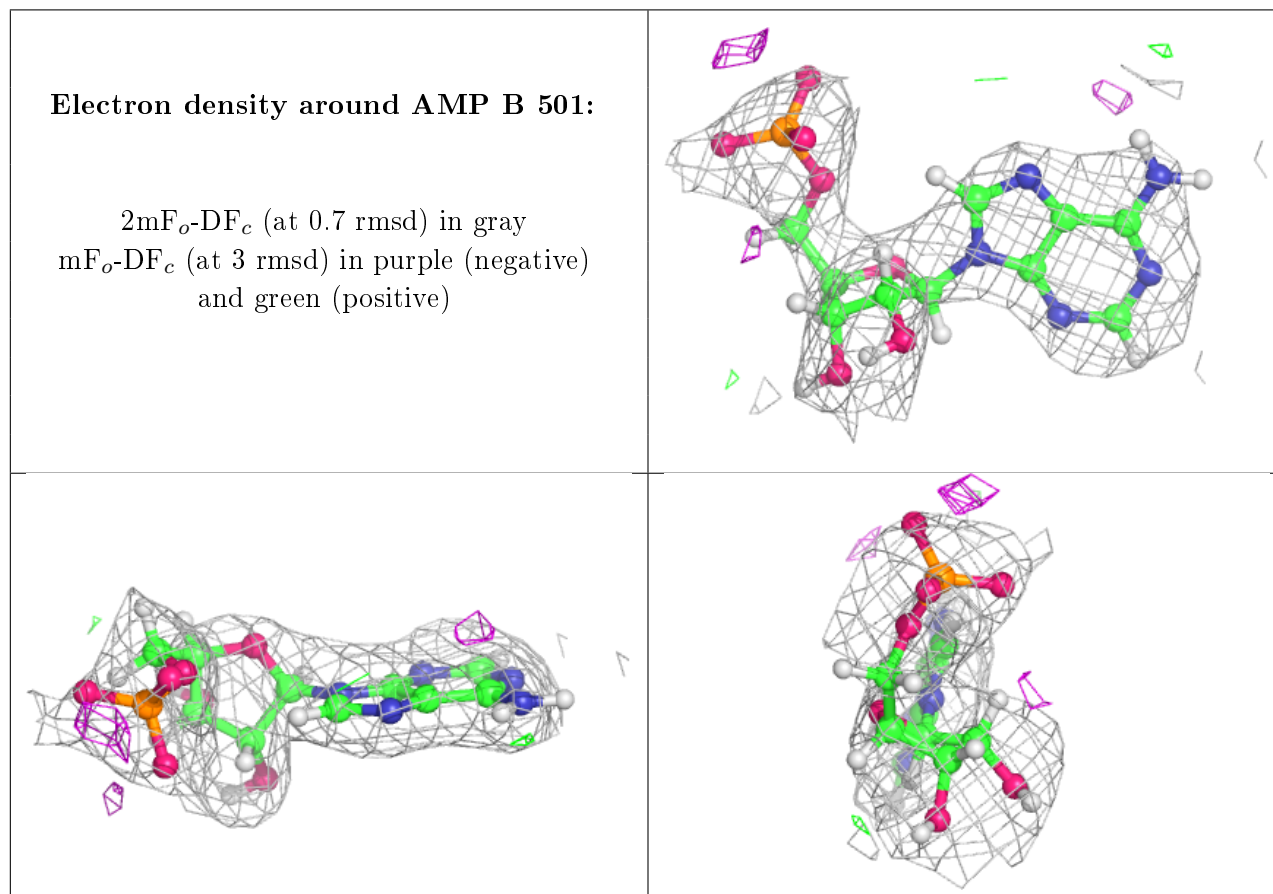 Electron density around AMP B 501:
2mFo-DFc (at 0.7 rmsd) in gray
mFo-DFc (at 3 rmsd) in purple (negative)
and green (positive)